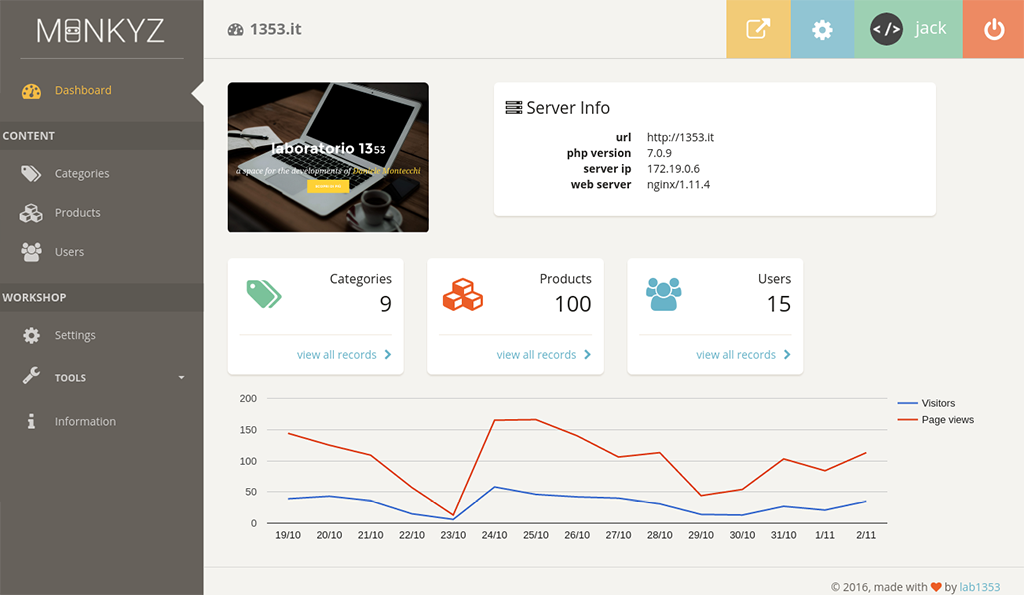 MONKYZ
1353.it
</>
jack
Dashboard
CONTENT
Categories
Products
Users
WORKSHOP
Settings
TOOLS
Information
laboratorio 1353
a space for the developments of Daniele Montecchi
Server Info
url http://1353.it
php version 7.0.9
server ip 172.19.0.6
web server nginx/1.11.4
Categories
9
view all records
Products
100
view all records
Users
15
view all records
200
150
100
50
0
19/10 20/10 21/10 22/10 23/10 24/10 25/10 26/10 27/10 28/10 29/10 30/10 31/10 1/11 2/11
Visitors
Page views
© 2016, made with by lab1353